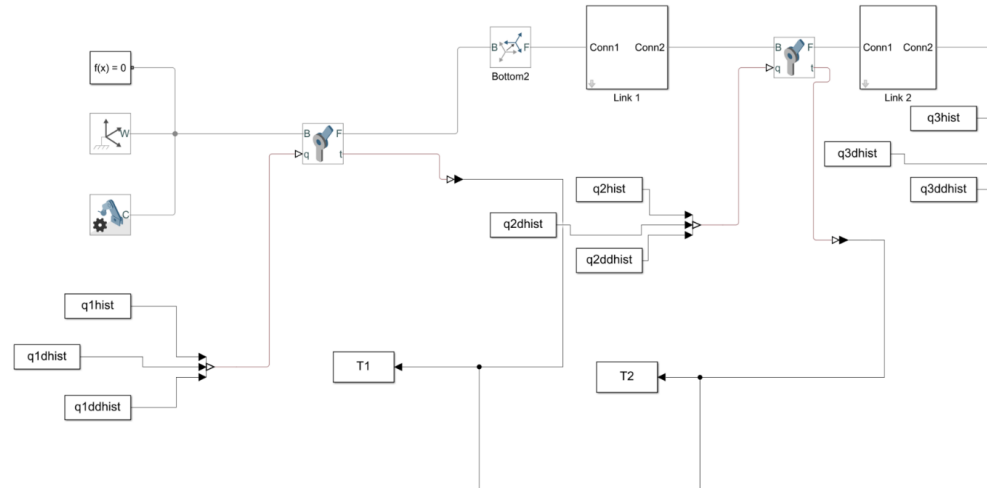 B F
Bottom2
Conn1 Conn2
Link 1
B F
q t
Conn1 Conn2
Link 2
f(x) = 0
W
C
B F
q t
q3hist
q3dhist
q3ddhist
q2hist
q2dhist
q2ddhist
q1hist
q1dhist
q1ddhist
T1
T2